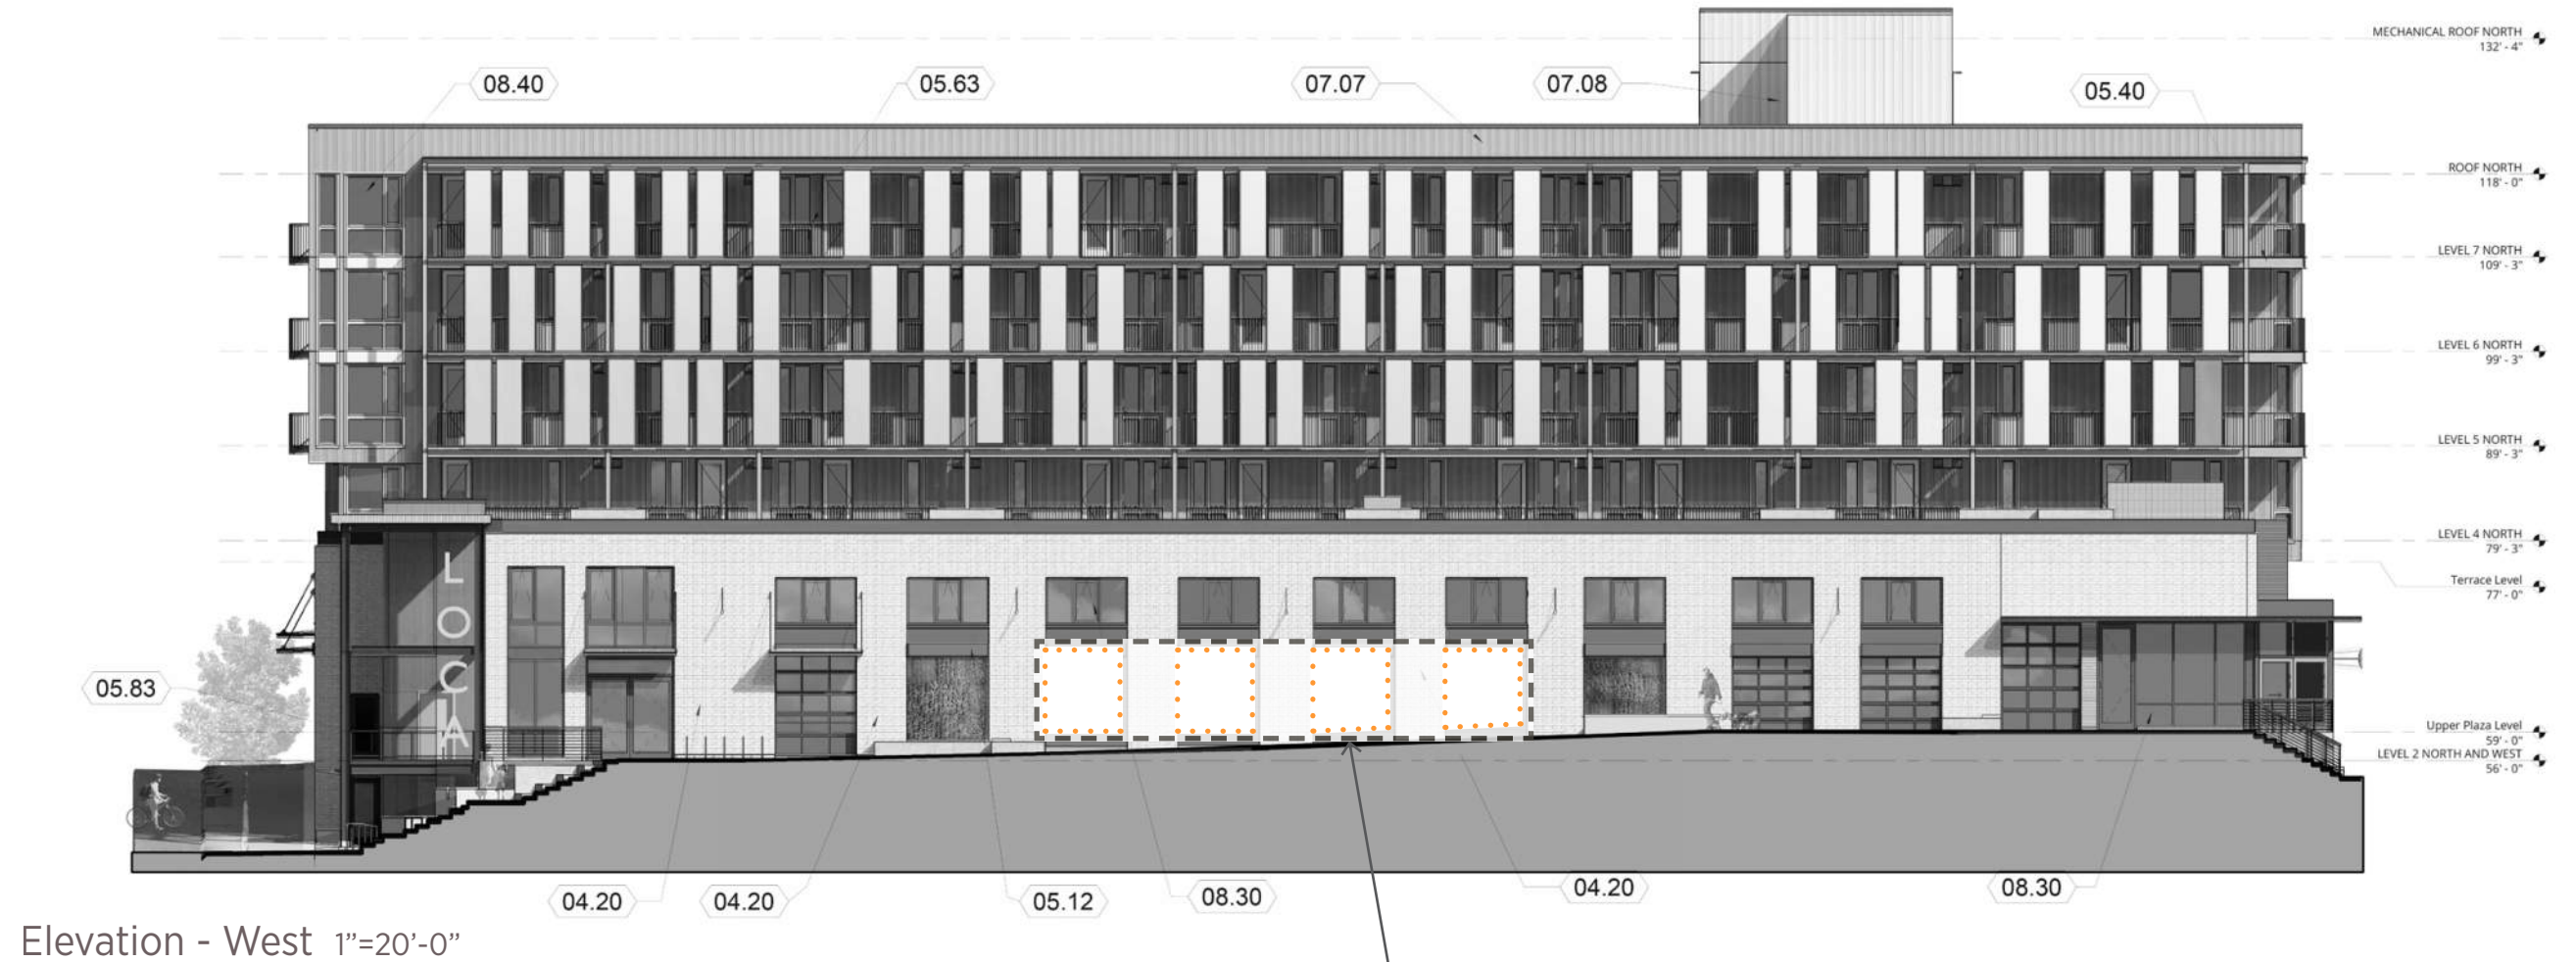 MECHANICAL ROOF NORTH
132' - 4"
08.40
05.63
07.07
07.08
05.40
ROOF NORTH
118' - 0"
LEVEL 7 NORTH
109' - 3"
LEVEL 6 NORTH
99' - 3"
LEVEL 5 NORTH
89' - 3"
LEVEL 4 NORTH
79' - 3"
Terrace Level
77' - 0"
L
O
C
A
05.83
Upper Plaza Level
59' - 0"
LEVEL 2 NORTH AND WEST
56' - 0"
04.20
04.20
05.12
08.30
04.20
08.30
Elevation - West 1”=20’-0”